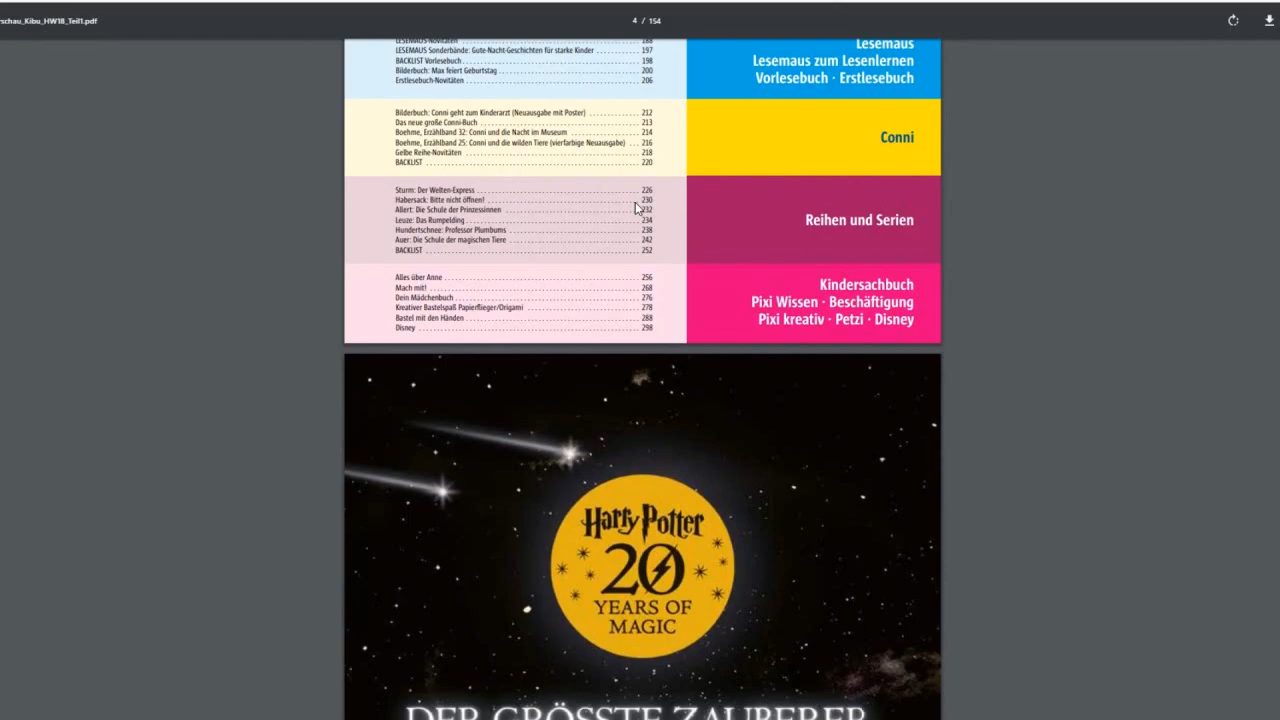 rschau_Kibu_HW18_Teil1.pdf
4 / 154
LESEMAUS-Novitäten 188
LESEMAUS Sonderbände: Gute-Nacht-Geschichten für starke Kinder 197
BACKLIST Vorlesebuch 198
Bilderbuch: Max feiert Geburtstag 200
Erstlesebuch-Novitäten 206
Lesemaus
Lesemaus zum Lesenlernen
Vorlesebuch · Erstlesebuch
Bilderbuch: Conni geht zum Kinderarzt (Neuausgabe mit Poster) 212
Das neue große Conni-Buch 213
Boehme, Erzählband 32: Conni und die Nacht im Museum 214
Boehme, Erzählband 25: Conni und die wilden Tiere (vierfarbige Neuausgabe) 216
Gelbe Reihe-Novitäten 218
BACKLIST 220
Conni
Sturm: Der Welten-Express 226
Habersack: Bitte nicht öffnen! 230
Allert: Die Schule der Prinzessinnen 232
Leuze: Das Rumpelding 234
Hundertschnee: Professor Plumbums 238
Auer: Die Schule der magischen Tiere 242
BACKLIST 252
Reihen und Serien
Alles über Anne 256
Mach mit! 268
Dein Mädchenbuch 276
Kreativer Bastelspaß Papierflieger/Origami 278
Bastel mit den Händen 288
Disney 298
Kindersachbuch
Pixi Wissen · Beschäftigung
Pixi kreativ · Petzi · Disney
Harry Potter
20
YEARS OF
MAGIC
DER GRÖSSTE ZAUBERER